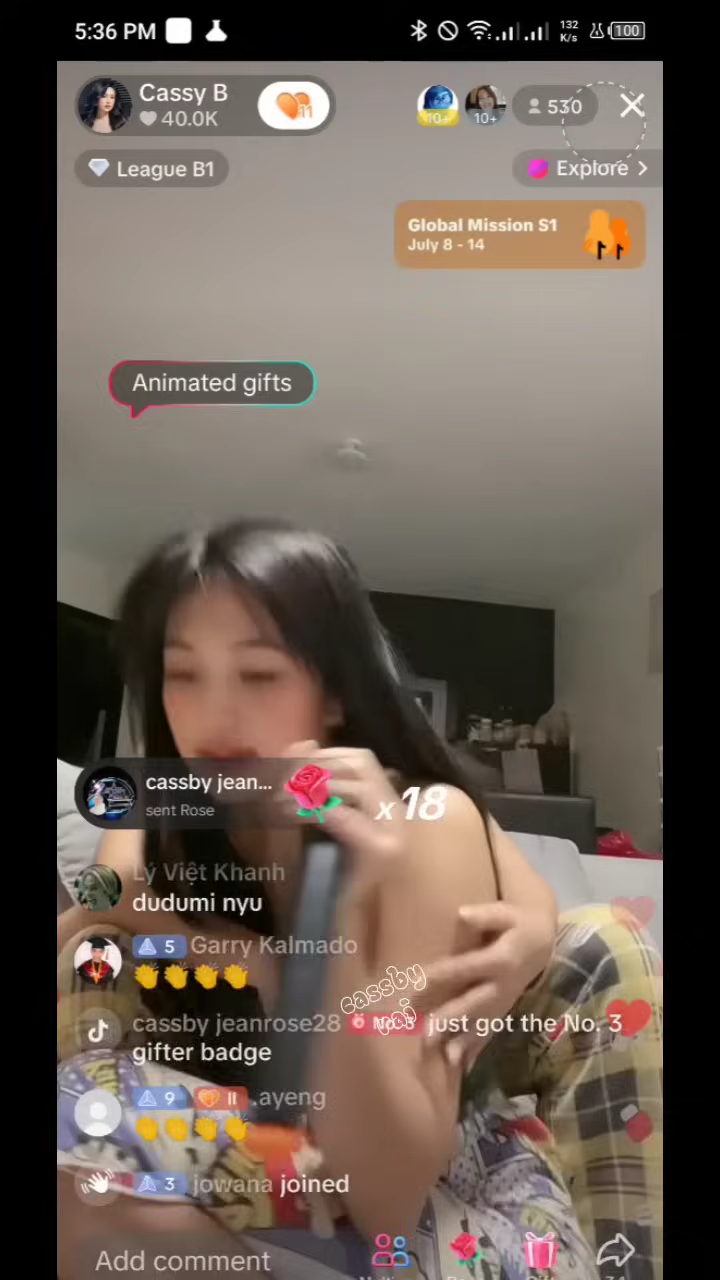 5:36 PM
132 K/s
100
Cassy B
40.0K
11
10+
10+
530
League B1
Explore
Global Mission S1
July 8 - 14
Animated gifts
cassby jean...
sent Rose
x18
Lý Việt Khanh
dudumi nyu
5 Garry Kalmado
cassby
cassby jeanrose28 No. 3 just got the No. 3
gifter badge
9 II .ayeng
3 jowana joined
Add comment